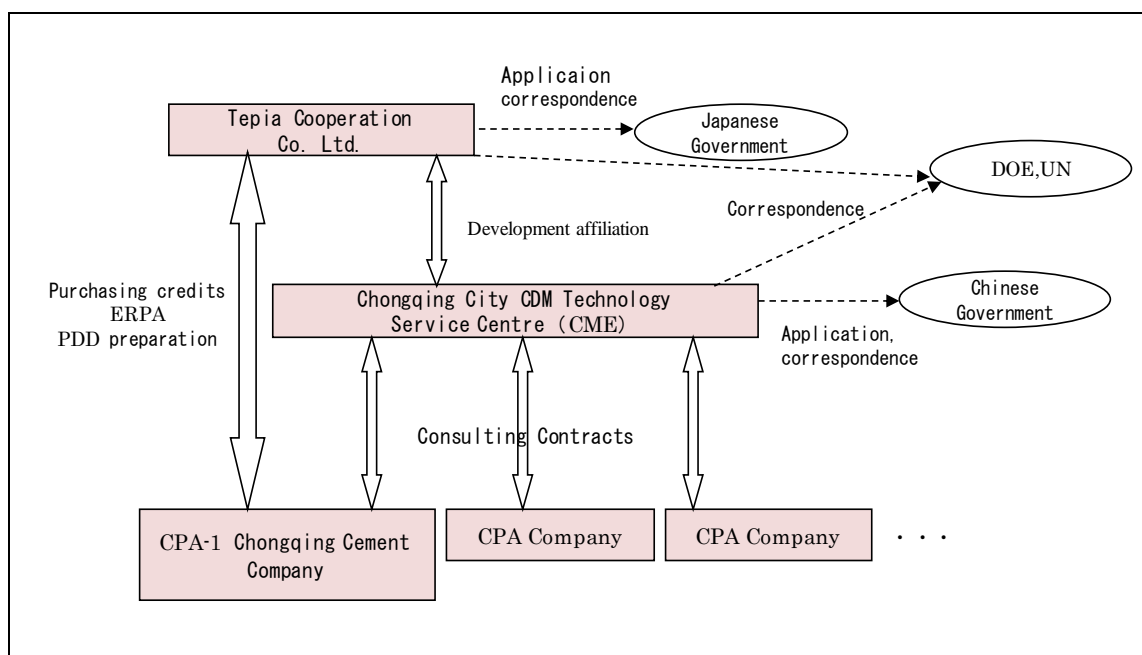 Applicaion
correspondence
Tepia Cooperation
Co. Ltd.
Japanese
Government
DOE,UN
Correspondence
Development affiliation
Purchasing credits
ERPA
PDD preparation
Chongqing City CDM Technology
Service Centre (CME)
Chinese
Government
Application,
correspondence
Consulting Contracts
CPA-1 Chongqing Cement
Company
CPA Company
CPA Company
・・・